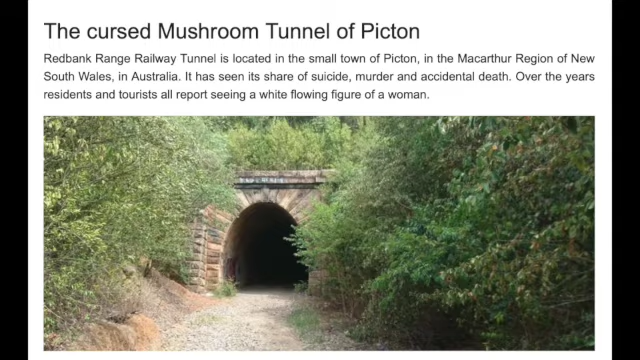 The cursed Mushroom Tunnel of Picton
Redbank Range Railway Tunnel is located in the small town of Picton, in the Macarthur Region of New
South Wales, in Australia. It has seen its share of suicide, murder and accidental death. Over the years
residents and tourists all report seeing a white flowing figure of a woman.